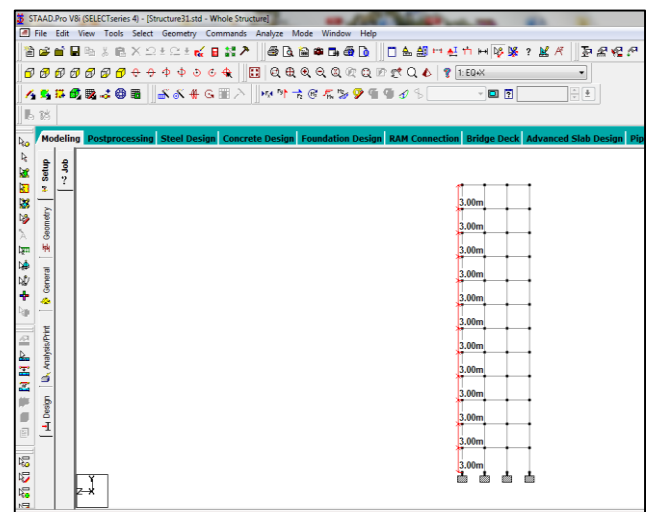 STAAD.Pro V8i (SELECTseries 4) - [Structure31.std - Whole Structure]
File Edit View Tools Select Geometry Commands Analyze Mode Window Help
1: EQ+X
Modeling Postprocessing Steel Design Concrete Design Foundation Design RAM Connection Bridge Deck Advanced Slab Design Pip
Setup
Job
Geometry
General
Analysis/Print
Design
3.00m
3.00m
3.00m
3.00m
3.00m
3.00m
3.00m
3.00m
3.00m
3.00m
3.00m
3.00m
Y
Z X